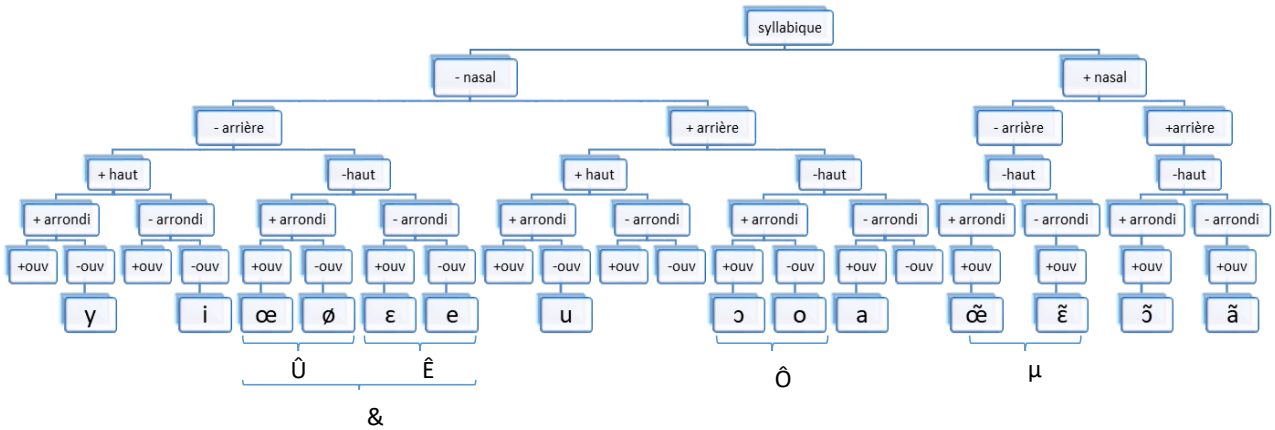 syllabique
- nasal + nasal
- arrière + arrière - arrière +arrière
+ haut -haut + haut -haut -haut -haut
+ arrondi - arrondi + arrondi - arrondi + arrondi - arrondi + arrondi - arrondi + arrondi - arrondi + arrondi - arrondi
+ouv -ouv +ouv -ouv +ouv -ouv +ouv -ouv +ouv -ouv +ouv -ouv +ouv -ouv +ouv -ouv +ouv +ouv +ouv +ouv
y i œ ø ɛ e u ɔ o a œ̃ ɛ̃ ɔ̃ ã
Û Ê Ô µ
&